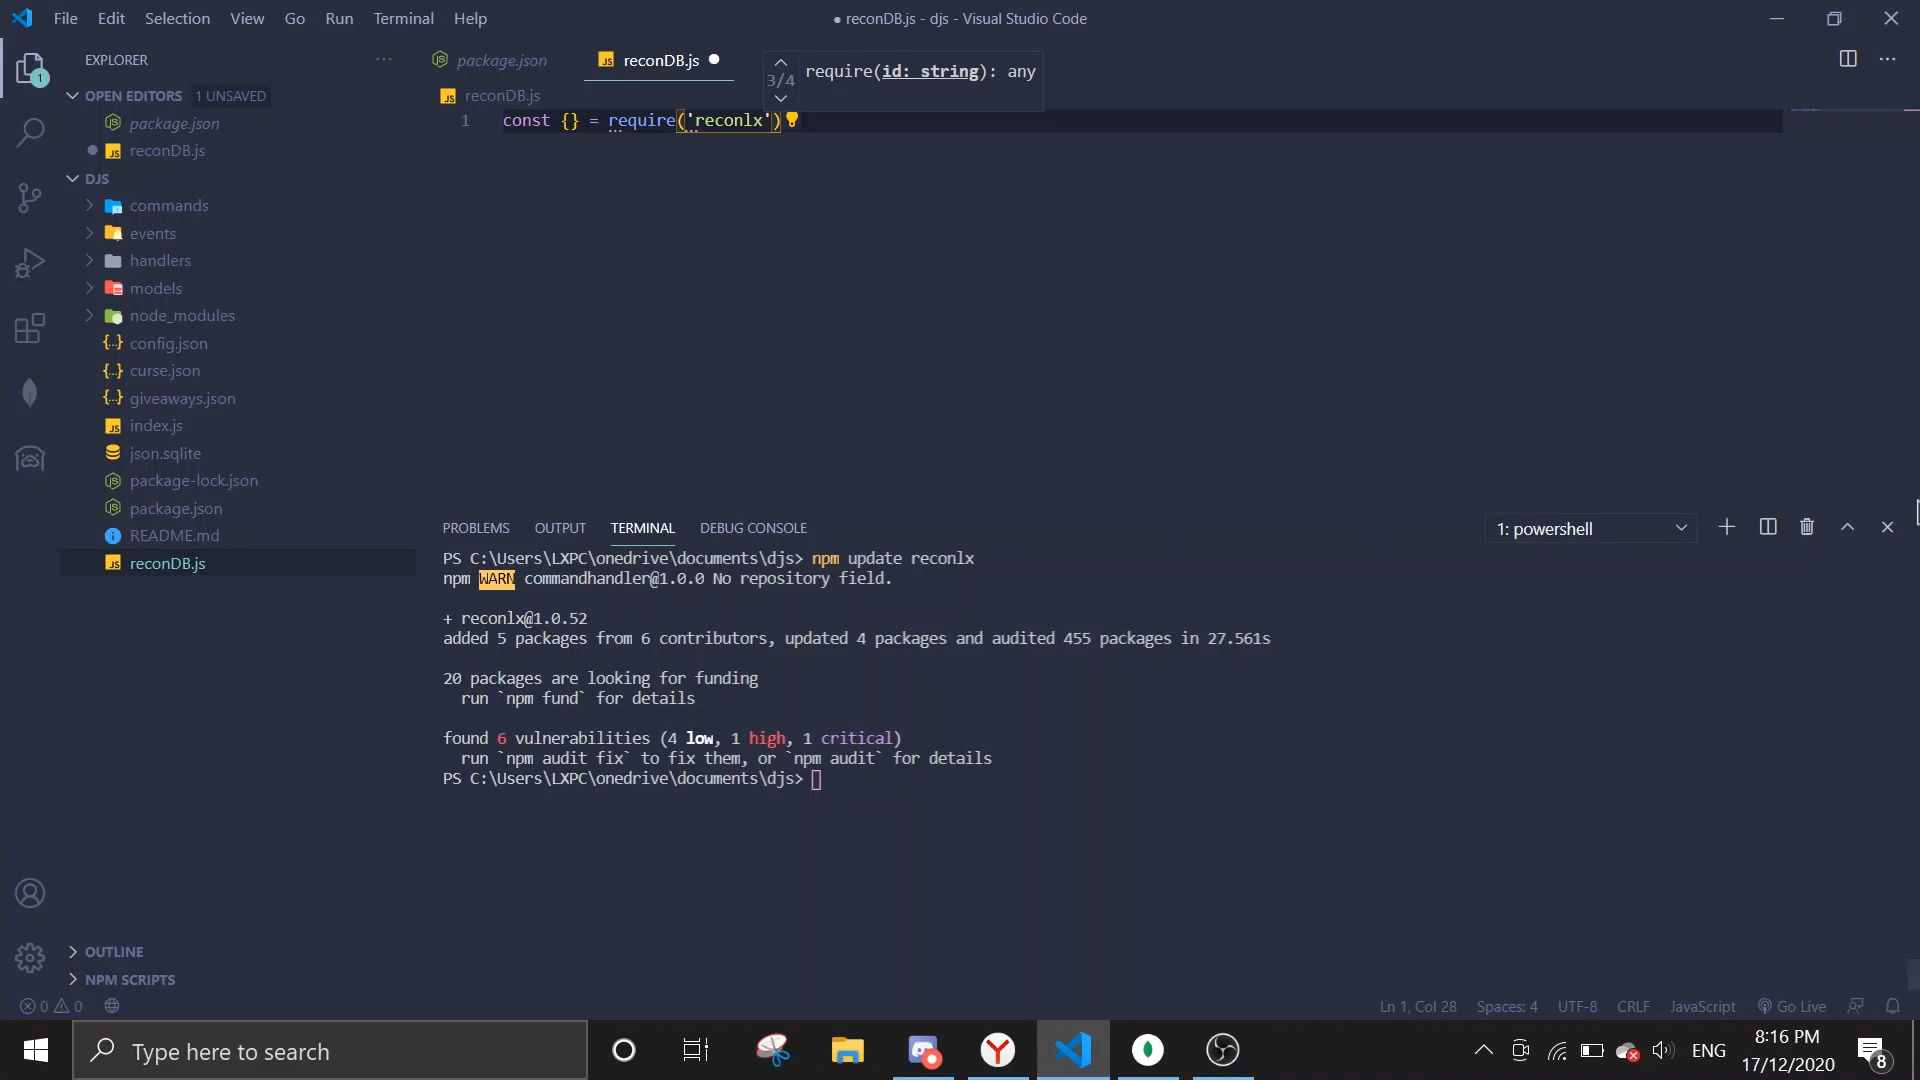 File Edit Selection View Go Run Terminal Help
● reconDB.js - djs - Visual Studio Code
EXPLORER
1
OPEN EDITORS 1 UNSAVED
package.json
JS reconDB.js
DJS
commands
events
handlers
models
node_modules
{..} config.json
{..} curse.json
{..} giveaways.json
JS index.js
json.sqlite
package-lock.json
package.json
README.md
JS reconDB.js
OUTLINE
NPM SCRIPTS
package.json
JS reconDB.js
3/4 require(id: string): any
JS reconDB.js
1 const {} = require('reconlx')
PROBLEMS OUTPUT TERMINAL DEBUG CONSOLE
1: powershell
PS C:\Users\LXPC\onedrive\documents\djs> npm update reconlx
npm WARN commandhandler@1.0.0 No repository field.
+ reconlx@1.0.52
added 5 packages from 6 contributors, updated 4 packages and audited 455 packages in 27.561s
20 packages are looking for funding
run `npm fund` for details
found 6 vulnerabilities (4 low, 1 high, 1 critical)
run `npm audit fix` to fix them, or `npm audit` for details
PS C:\Users\LXPC\onedrive\documents\djs>
0 0
Ln 1, Col 28 Spaces: 4 UTF-8 CRLF JavaScript Go Live
Type here to search
ENG
8:16 PM
17/12/2020
8